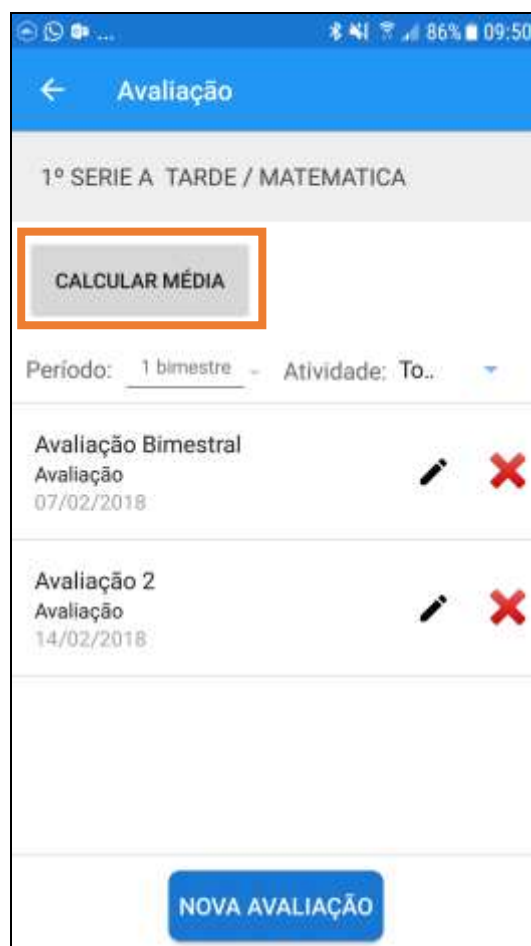 ... 86% 09:50
Avaliação
1º SERIE A TARDE / MATEMATICA
CALCULAR MÉDIA
Período: 1 bimestre Atividade: To..
Avaliação Bimestral
Avaliação
07/02/2018
Avaliação 2
Avaliação
14/02/2018
NOVA AVALIAÇÃO